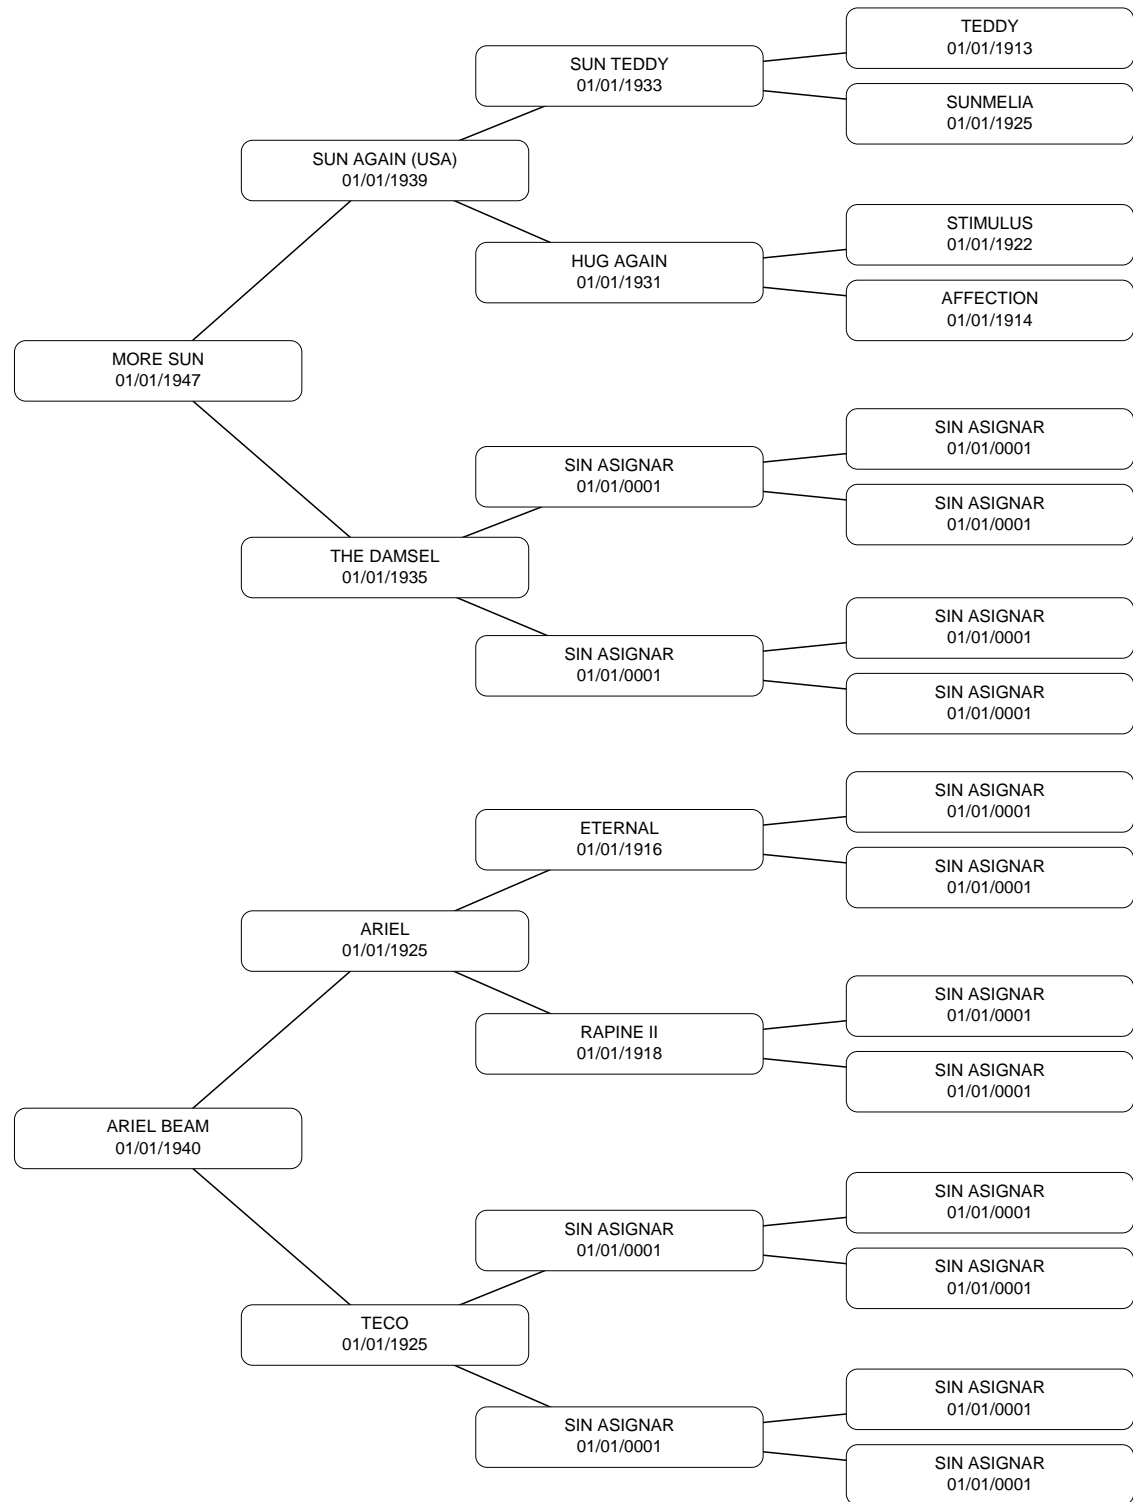 TEDDY
01/01/1913
SUN TEDDY
01/01/1933
SUNMELIA
01/01/1925
SUN AGAIN (USA)
01/01/1939
STIMULUS
01/01/1922
HUG AGAIN
01/01/1931
AFFECTION
01/01/1914
MORE SUN
01/01/1947
SIN ASIGNAR
01/01/0001
SIN ASIGNAR
01/01/0001
SIN ASIGNAR
01/01/0001
THE DAMSEL
01/01/1935
SIN ASIGNAR
01/01/0001
SIN ASIGNAR
01/01/0001
SIN ASIGNAR
01/01/0001
SIN ASIGNAR
01/01/0001
ETERNAL
01/01/1916
SIN ASIGNAR
01/01/0001
ARIEL
01/01/1925
SIN ASIGNAR
01/01/0001
RAPINE II
01/01/1918
SIN ASIGNAR
01/01/0001
ARIEL BEAM
01/01/1940
SIN ASIGNAR
01/01/0001
SIN ASIGNAR
01/01/0001
SIN ASIGNAR
01/01/0001
TECO
01/01/1925
SIN ASIGNAR
01/01/0001
SIN ASIGNAR
01/01/0001
SIN ASIGNAR
01/01/0001